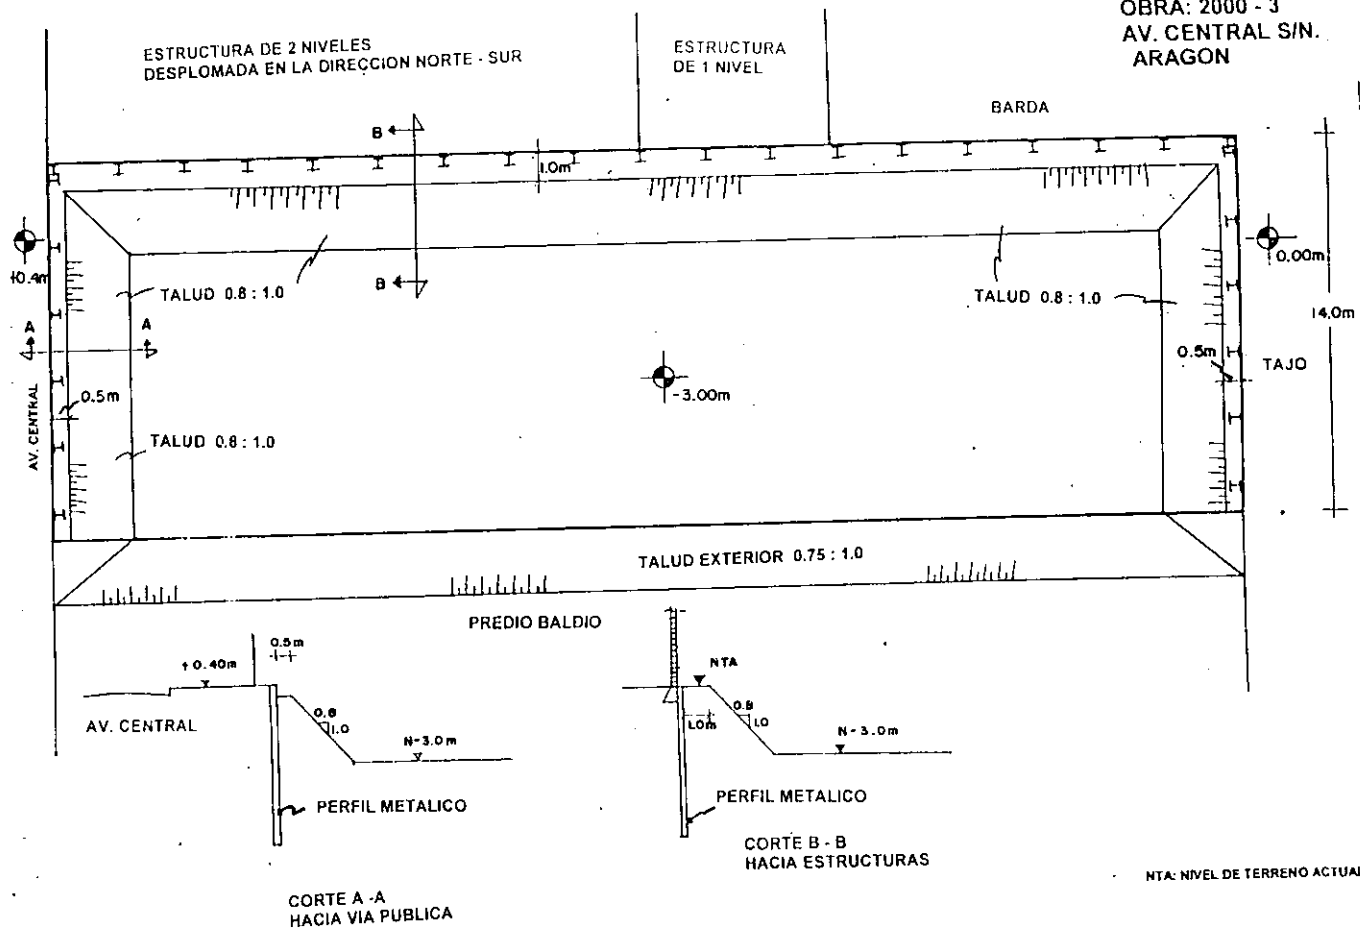 OBRA: 2000 - 3
AV. CENTRAL S/N.
ARAGON
ESTRUCTURA DE 2 NIVELES
DESPLOMADA EN LA DIRECCION NORTE - SUR
ESTRUCTURA
DE 1 NIVEL
BARDA
B
1.0m
+0.4m
0.00m
B
TALUD 0.8 : 1.0
TALUD 0.8 : 1.0
14.0m
A
A
0.5m
TAJO
-3.00m
0.5m
AV. CENTRAL
TALUD 0.8 : 1.0
TALUD EXTERIOR 0.75 : 1.0
PREDIO BALDIO
0.5m
+0.40m
AV. CENTRAL
0.8
1.0
N-3.0m
PERFIL METALICO
CORTE A -A
HACIA VIA PUBLICA
NTA
1.0m
0.8
1.0
N-3.0m
PERFIL METALICO
CORTE B - B
HACIA ESTRUCTURAS
NTA: NIVEL DE TERRENO ACTUAL